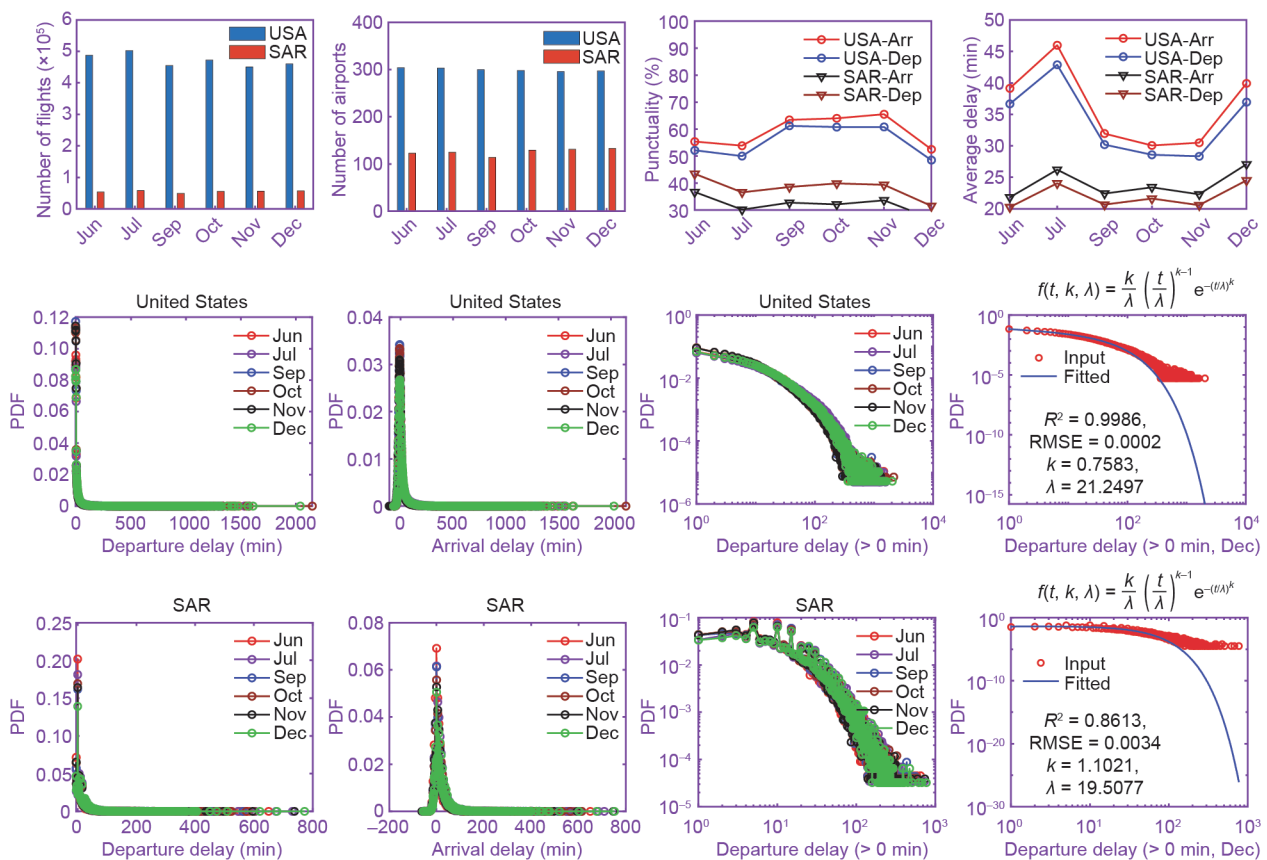 Number of flights (×10⁵)
6
5
4
3
2
1
0
USA
SAR
Jun
Jul
Sep
Oct
Nov
Dec
Number of airports
400
300
200
100
0
USA
SAR
Jun
Jul
Sep
Oct
Nov
Dec
Punctuality (%)
100
90
80
70
60
50
40
30
USA-Arr
USA-Dep
SAR-Arr
SAR-Dep
Jun
Jul
Sep
Oct
Nov
Dec
Average delay (min)
50
45
40
35
30
25
20
USA-Arr
USA-Dep
SAR-Arr
SAR-Dep
Jun
Jul
Sep
Oct
Nov
Dec
United States
PDF
0.12
0.10
0.08
0.06
0.04
0.02
0
Jun
Jul
Sep
Oct
Nov
Dec
0 500 1000 1500 2000
Departure delay (min)
United States
PDF
0.04
0.03
0.02
0.01
0
Jun
Jul
Sep
Oct
Nov
Dec
0 500 1000 1500 2000
Arrival delay (min)
United States
PDF
10⁰
10⁻²
10⁻⁴
10⁻⁶
Jun
Jul
Sep
Oct
Nov
Dec
10⁰ 10² 10⁴
Departure delay (> 0 min)
f(t, k, λ) = k/λ (t/λ)^(k−1) e^(−(t/λ)^k)
PDF
10⁰
10⁻⁵
10⁻¹⁰
10⁻¹⁵
Input
Fitted
R² = 0.9986,
RMSE = 0.0002
k = 0.7583,
λ = 21.2497
10⁰ 10² 10⁴
Departure delay (> 0 min, Dec)
SAR
PDF
0.25
0.20
0.15
0.10
0.05
0
Jun
Jul
Sep
Oct
Nov
Dec
0 200 400 600 800
Departure delay (min)
SAR
PDF
0.08
0.06
0.04
0.02
0
Jun
Jul
Sep
Oct
Nov
Dec
−200 0 200 400 600 800
Arrival delay (min)
SAR
PDF
10⁻¹
10⁻²
10⁻³
10⁻⁴
10⁻⁵
Jun
Jul
Sep
Oct
Nov
Dec
10⁰ 10¹ 10² 10³
Departure delay (> 0 min)
f(t, k, λ) = k/λ (t/λ)^(k−1) e^(−(t/λ)^k)
PDF
10⁰
10⁻¹⁰
10⁻²⁰
10⁻³⁰
Input
Fitted
R² = 0.8613,
RMSE = 0.0034
k = 1.1021,
λ = 19.5077
10⁰ 10¹ 10² 10³
Departure delay (> 0 min, Dec)